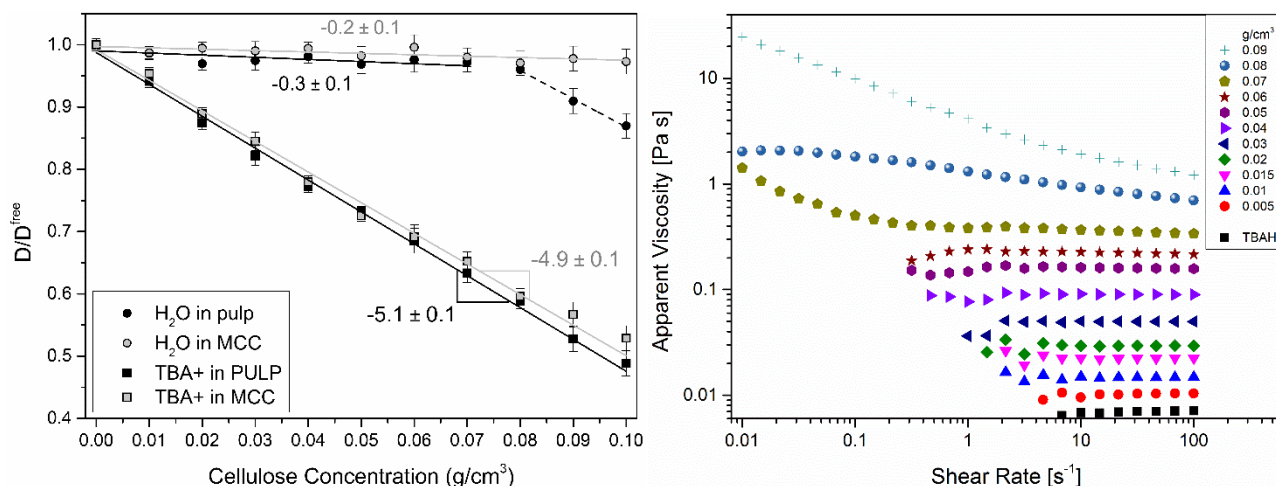 -0.2 ± 0.1
-0.3 ± 0.1
-4.9 ± 0.1
-5.1 ± 0.1
H₂O in pulp
H₂O in MCC
TBA+ in PULP
TBA+ in MCC
1.0
0.9
0.8
0.7
0.6
0.5
0.4
D/D^free
0.00 0.01 0.02 0.03 0.04 0.05 0.06 0.07 0.08 0.09 0.10
Cellulose Concentration (g/cm³)
g/cm³
0.09
0.08
0.07
0.06
0.05
0.04
0.03
0.02
0.015
0.01
0.005
TBAH
10
1
0.1
0.01
Apparent Viscosity [Pa s]
0.01 0.1 1 10 100
Shear Rate [s⁻¹]